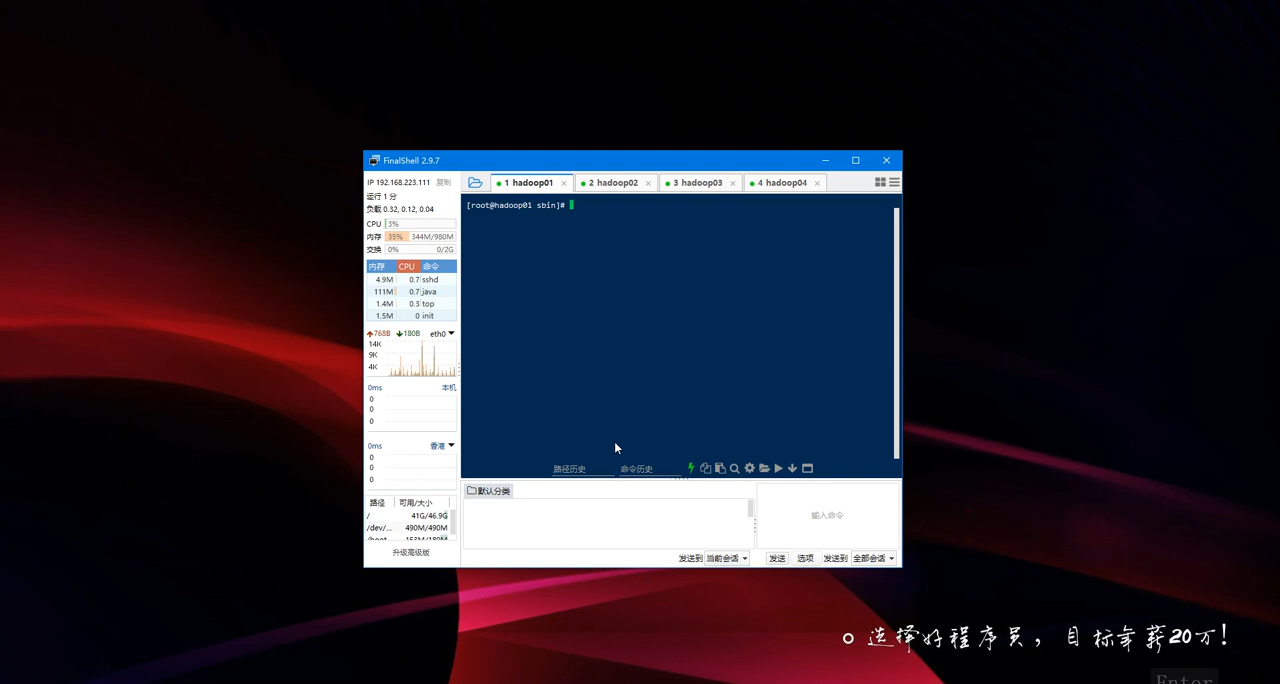 FinalShell 2.9.7
IP 192.168.223.111 复制
运行 1 分
负载 0.32, 0.12, 0.04
CPU 3%
内存 35% 344M/980M
交换 0% 0/2G
内存 CPU 命令
4.9M 0.7 sshd
111M 0.7 java
1.4M 0.3 top
1.5M 0 init
768B 180B eth0
14K
9K
4K
0ms 本机
0
0
0
0ms 香港
0
0
0
路径 可用/大小
/ 41G/46.9G
/dev/... 490M/490M
/boot 153M/189M
升级高级版
1 hadoop01
2 hadoop02
3 hadoop03
4 hadoop04
[root@hadoop01 sbin]#
路径历史 命令历史
默认分类
输入命令
发送到 当前会话 发送 选项 发送到 全部会话
选择好程序员，目标年薪20万!
Enter